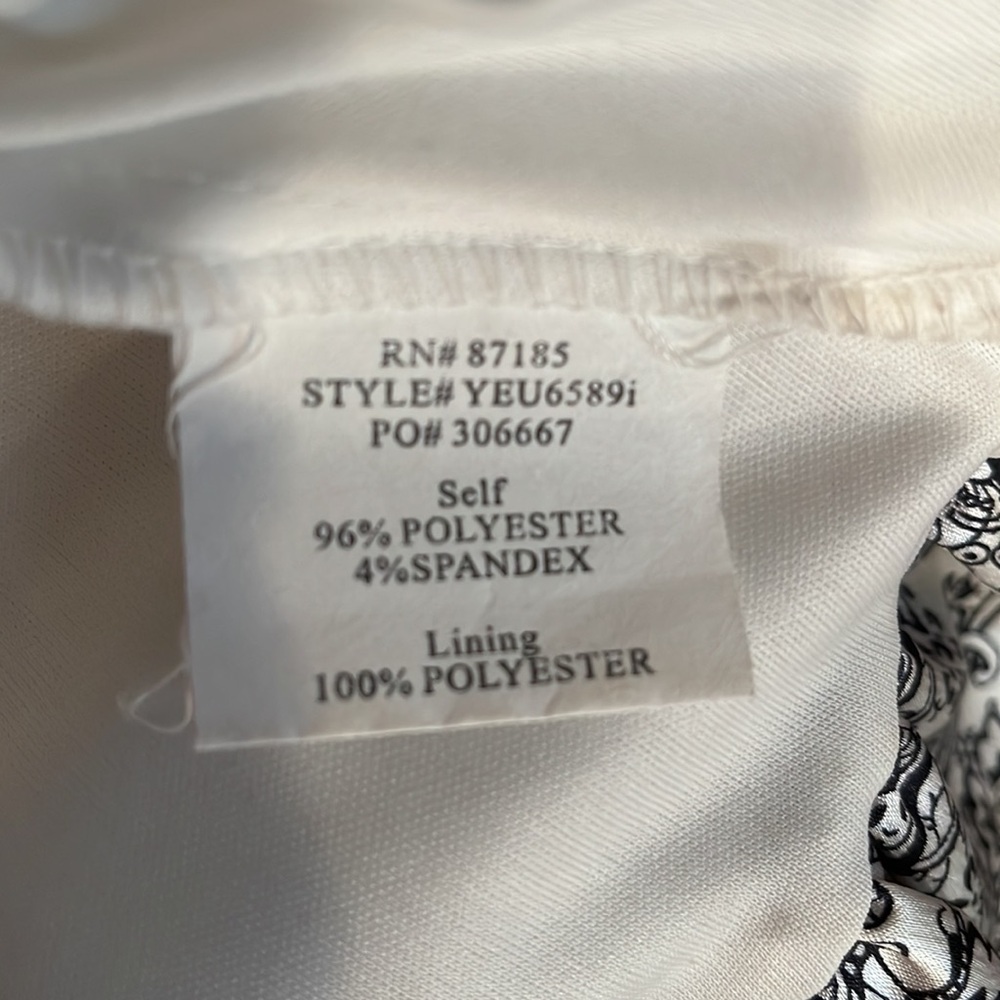 RN# 87185
STYLE# YEU6589i
PO# 306667
Self
96% POLYESTER
4%SPANDEX
Lining
100% POLYESTER